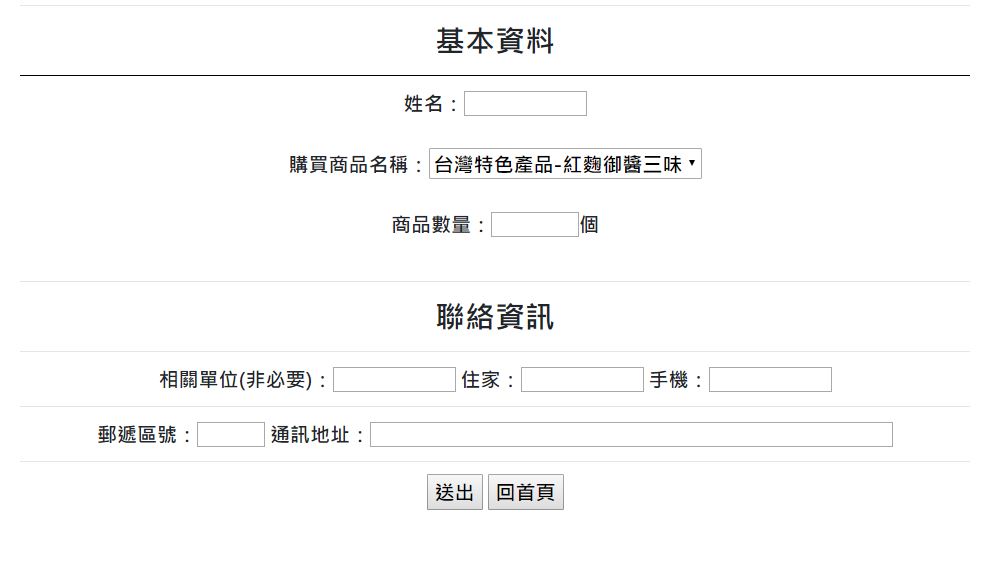 基本資料
姓名：
購買商品名稱：台灣特色產品-紅麴御醬三味
商品數量：個
聯絡資訊
相關單位(非必要)： 住家： 手機：
郵遞區號： 通訊地址：
送出 回首頁